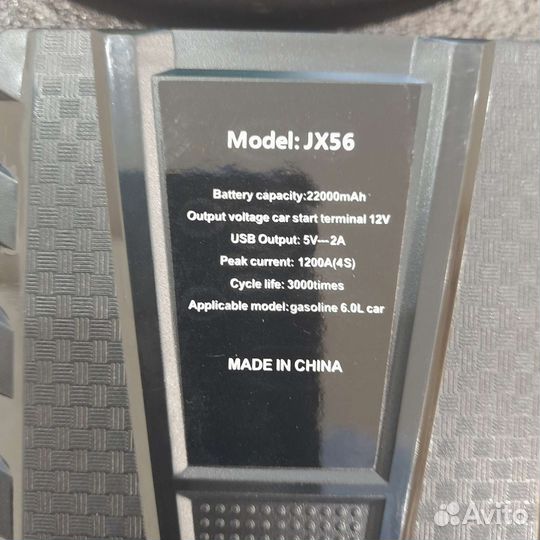 Model: JX56
Battery capacity:22000mAh
Output voltage car start terminal 12V
USB Output: 5V---2A
Peak current: 1200A(4S)
Cycle life: 3000times
Applicable model:gasoline 6.0L car
MADE IN CHINA
Avito